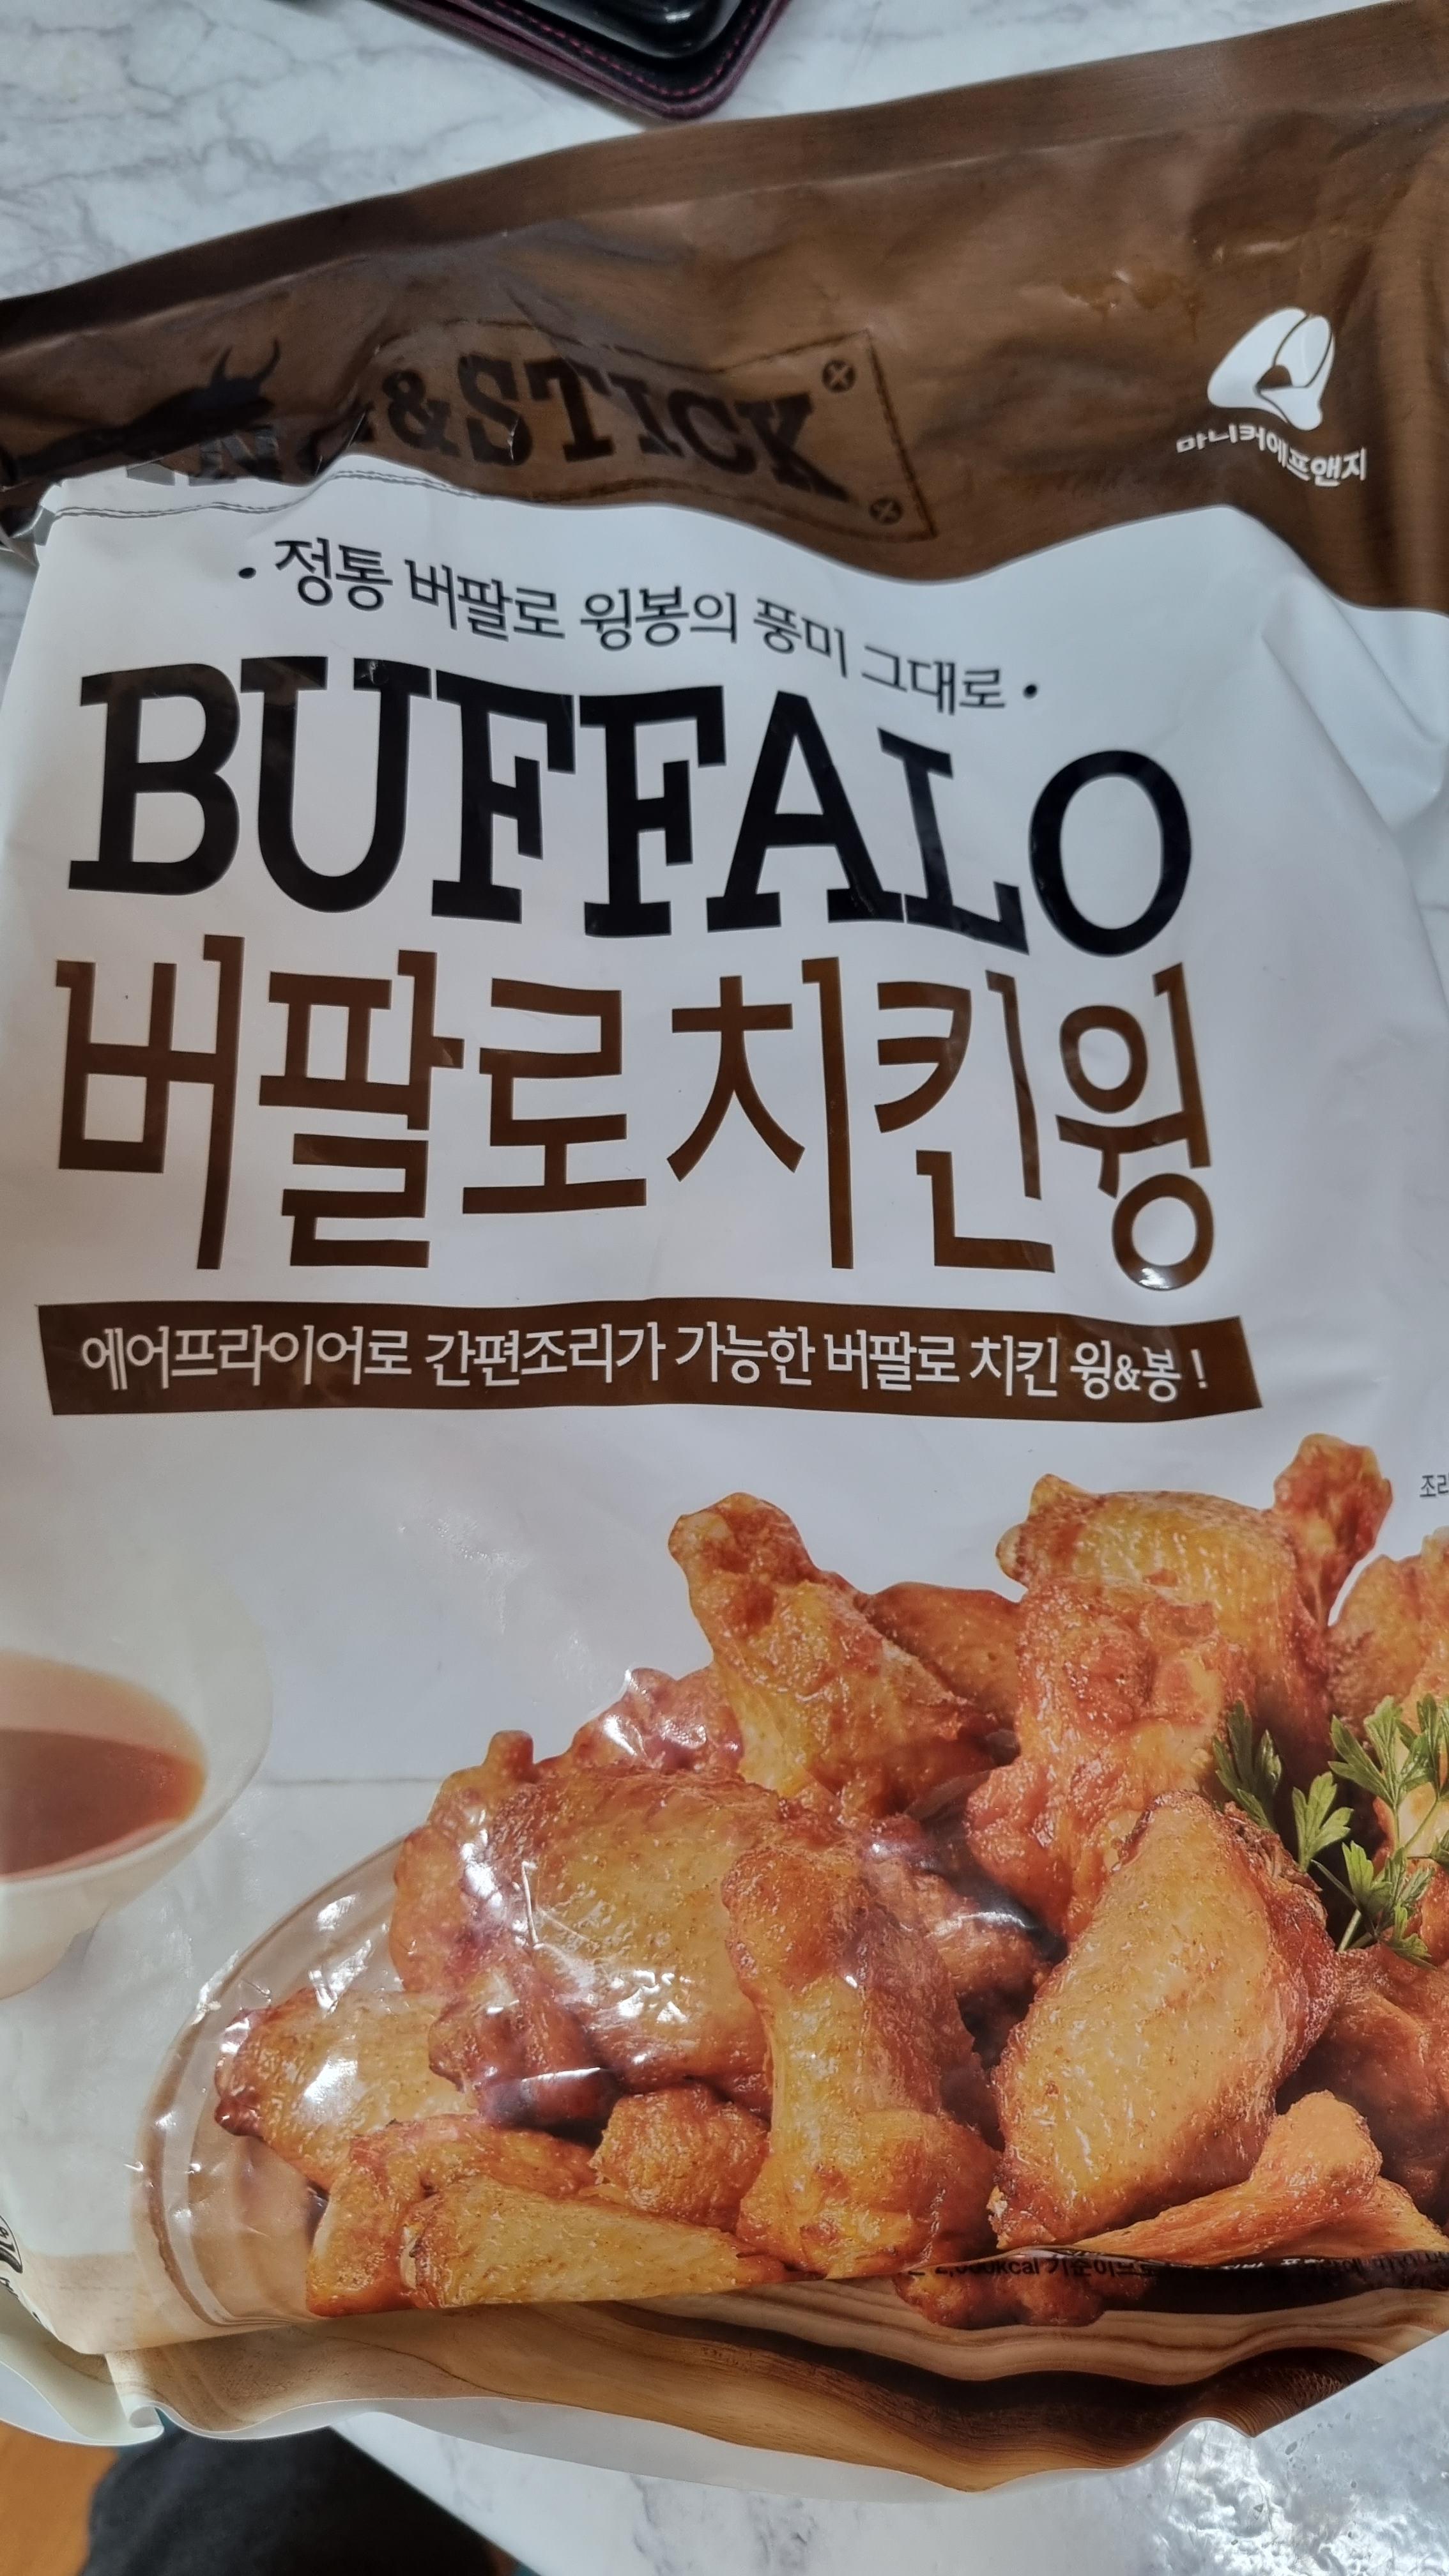 &STICK
마니커에프앤지
• 정통 버팔로 윙봉의 풍미 그대로 •
BUFFALO
버팔로치킨윙
에어프라이어로 간편조리가 가능한 버팔로 치킨 윙&봉 !